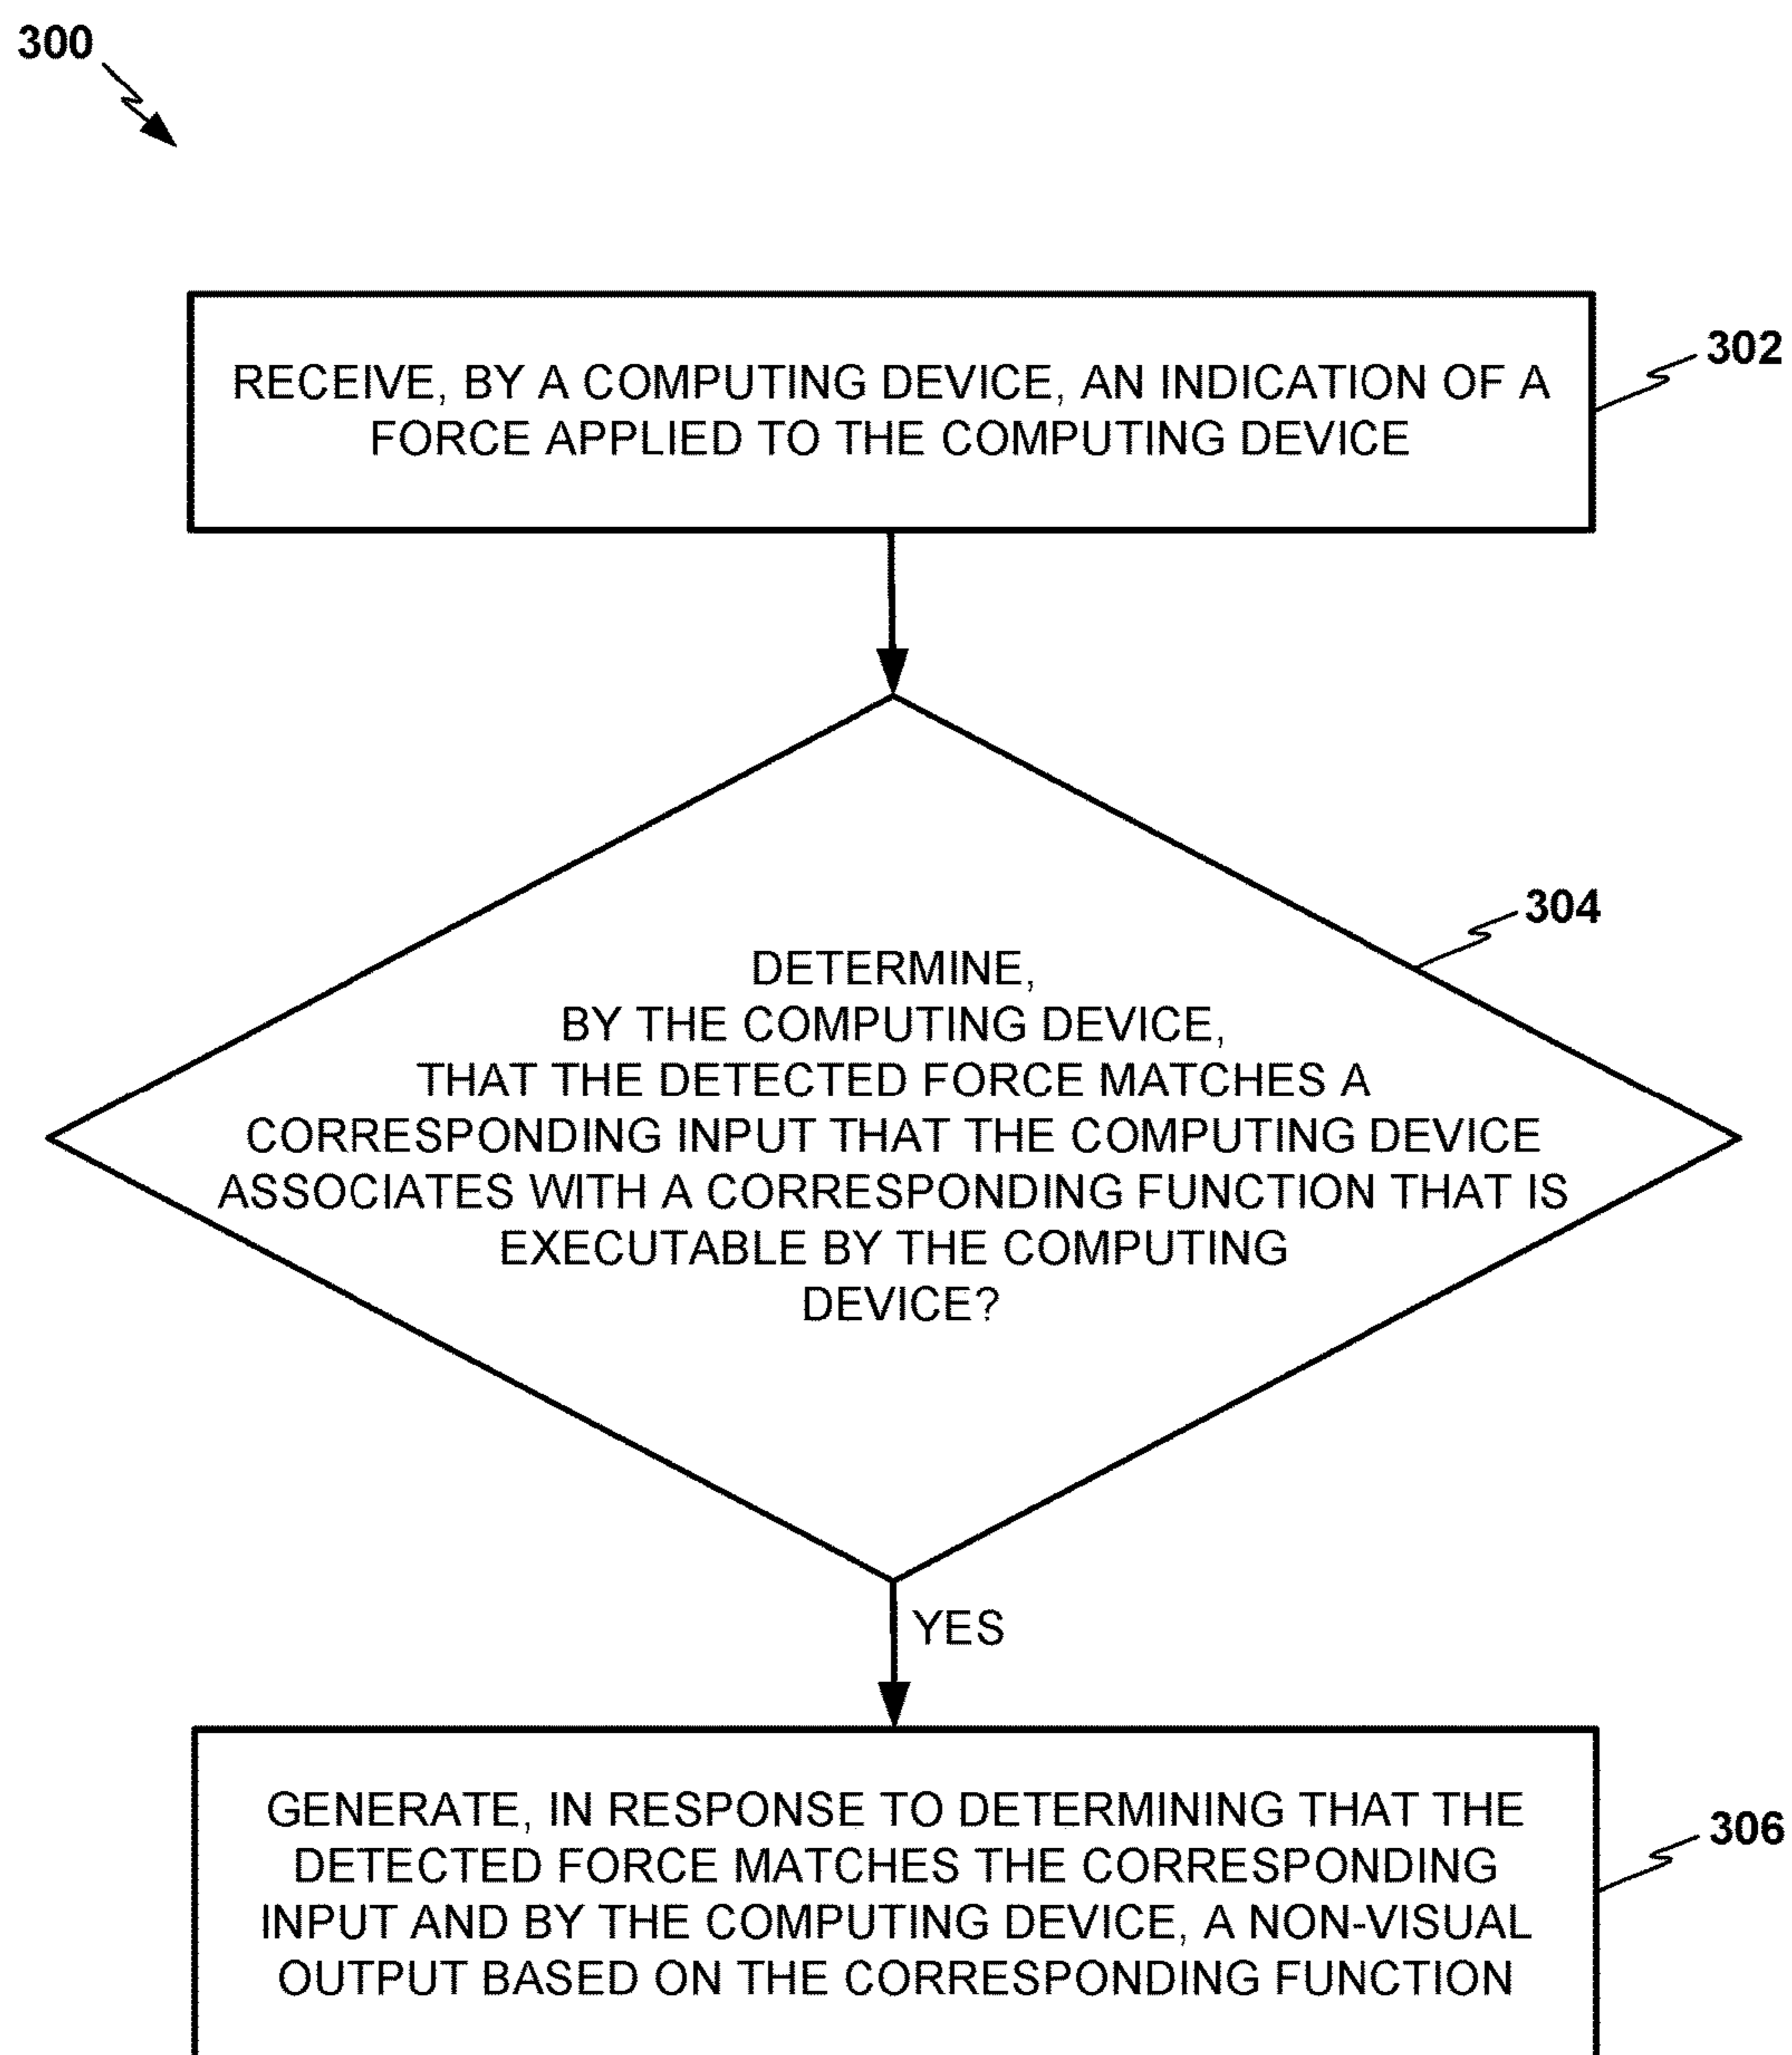 300
RECEIVE, BY A COMPUTING DEVICE, AN INDICATION OF A
FORCE APPLIED TO THE COMPUTING DEVICE
302
304
DETERMINE,
BY THE COMPUTING DEVICE,
THAT THE DETECTED FORCE MATCHES A
CORRESPONDING INPUT THAT THE COMPUTING DEVICE
ASSOCIATES WITH A CORRESPONDING FUNCTION THAT IS
EXECUTABLE BY THE COMPUTING
DEVICE?
YES
GENERATE, IN RESPONSE TO DETERMINING THAT THE
DETECTED FORCE MATCHES THE CORRESPONDING
INPUT AND BY THE COMPUTING DEVICE, A NON-VISUAL
OUTPUT BASED ON THE CORRESPONDING FUNCTION
306